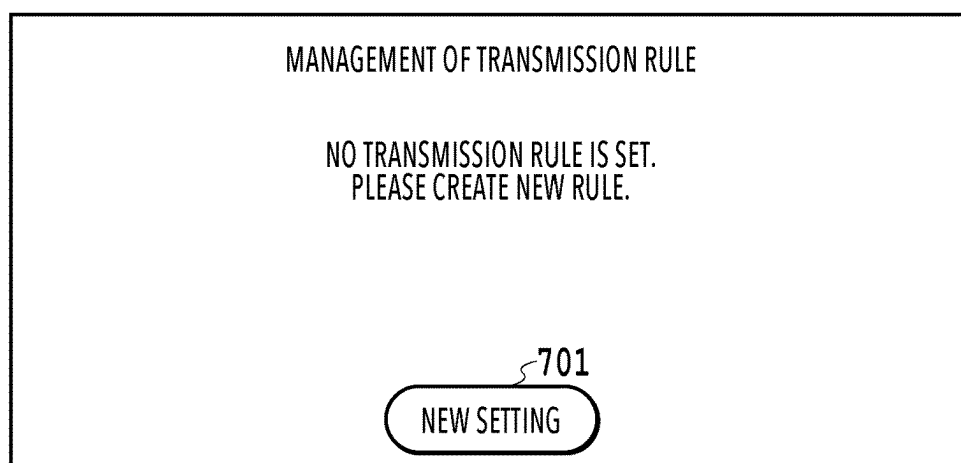 MANAGEMENT OF TRANSMISSION RULE
NO TRANSMISSION RULE IS SET.
PLEASE CREATE NEW RULE.
701
NEW SETTING